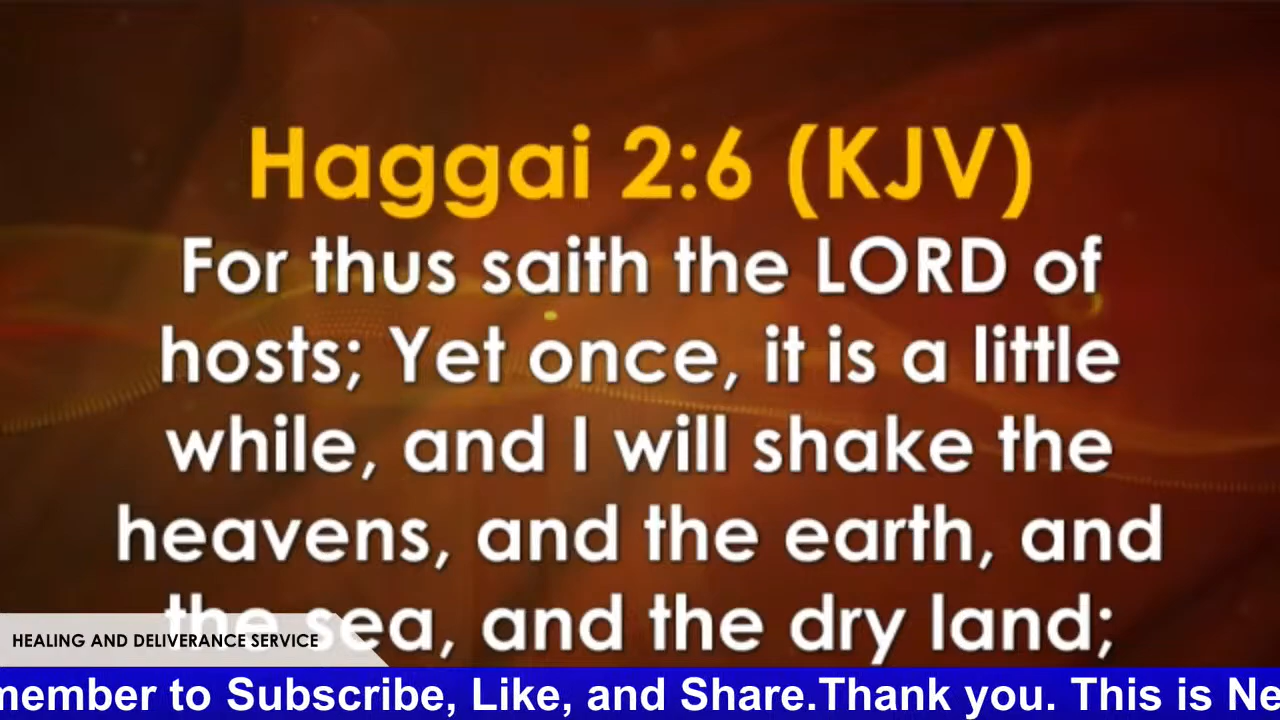 Haggai 2:6 (KJV)
For thus saith the LORD of
hosts; Yet once, it is a little
while, and I will shake the
heavens, and the earth, and
the sea, and the dry land;
HEALING AND DELIVERANCE SERVICE
member to Subscribe, Like, and Share.Thank you. This is Ne